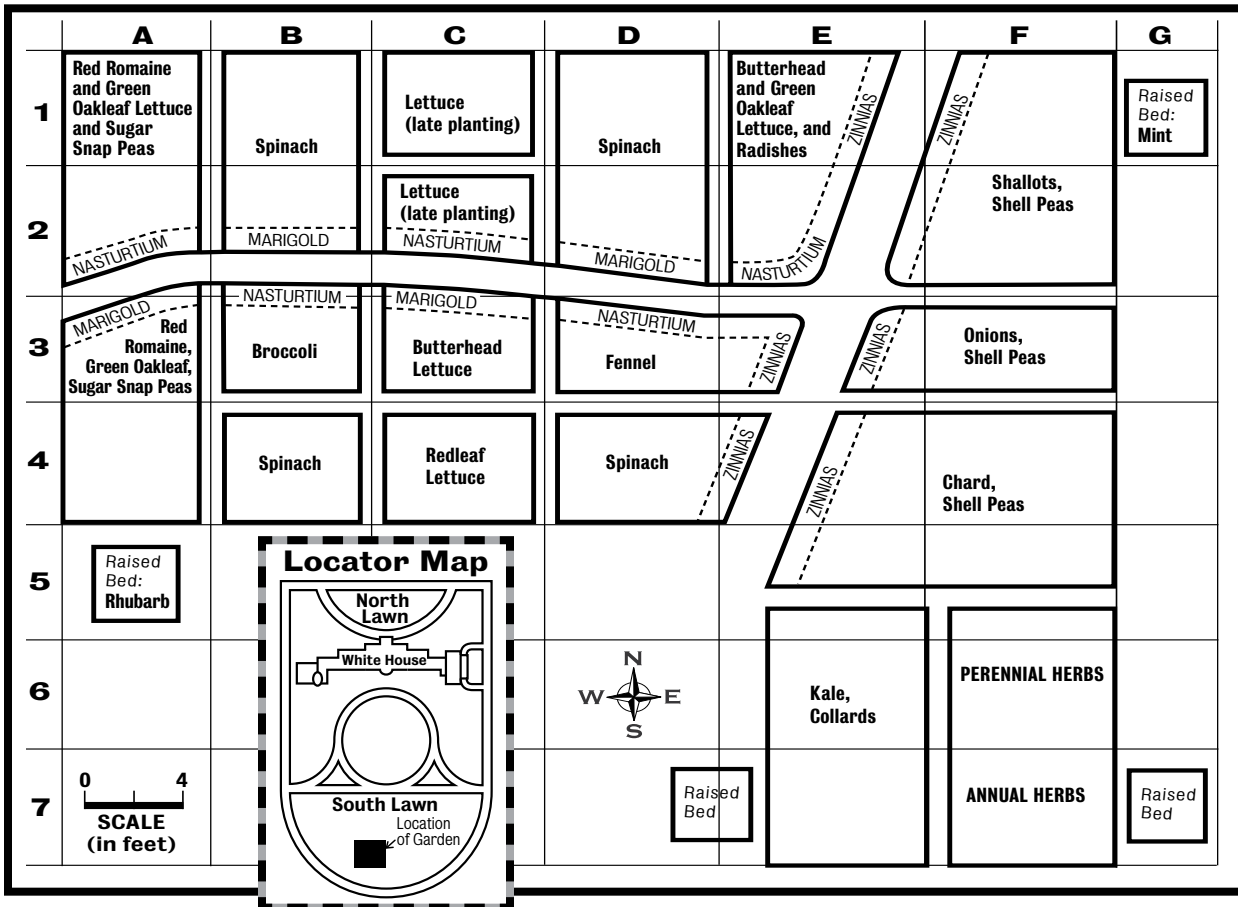 A B C D E F G
1
Red Romaine
and Green
Oakleaf Lettuce
and Sugar
Snap Peas
Spinach
Lettuce
(late planting)
Spinach
Butterhead
and Green
Oakleaf
Lettuce, and
Radishes
ZINNIAS
ZINNIAS
Raised
Bed:
Mint
2
NASTURTIUM
MARIGOLD
Lettuce
(late planting)
NASTURTIUM
MARIGOLD
NASTURTIUM
Shallots,
Shell Peas
3
MARIGOLD
Red
Romaine,
Green Oakleaf,
Sugar Snap Peas
NASTURTIUM
Broccoli
MARIGOLD
Butterhead
Lettuce
NASTURTIUM
Fennel
ZINNIAS
ZINNIAS
Onions,
Shell Peas
4
Spinach
Redleaf
Lettuce
Spinach
ZINNIAS
ZINNIAS
Chard,
Shell Peas
5
Raised
Bed:
Rhubarb
Locator Map
North
Lawn
White House
South Lawn
Location
of Garden
6
N
W E
S
Kale,
Collards
PERENNIAL HERBS
7
0 4
SCALE
(in feet)
Raised
Bed
ANNUAL HERBS
Raised
Bed